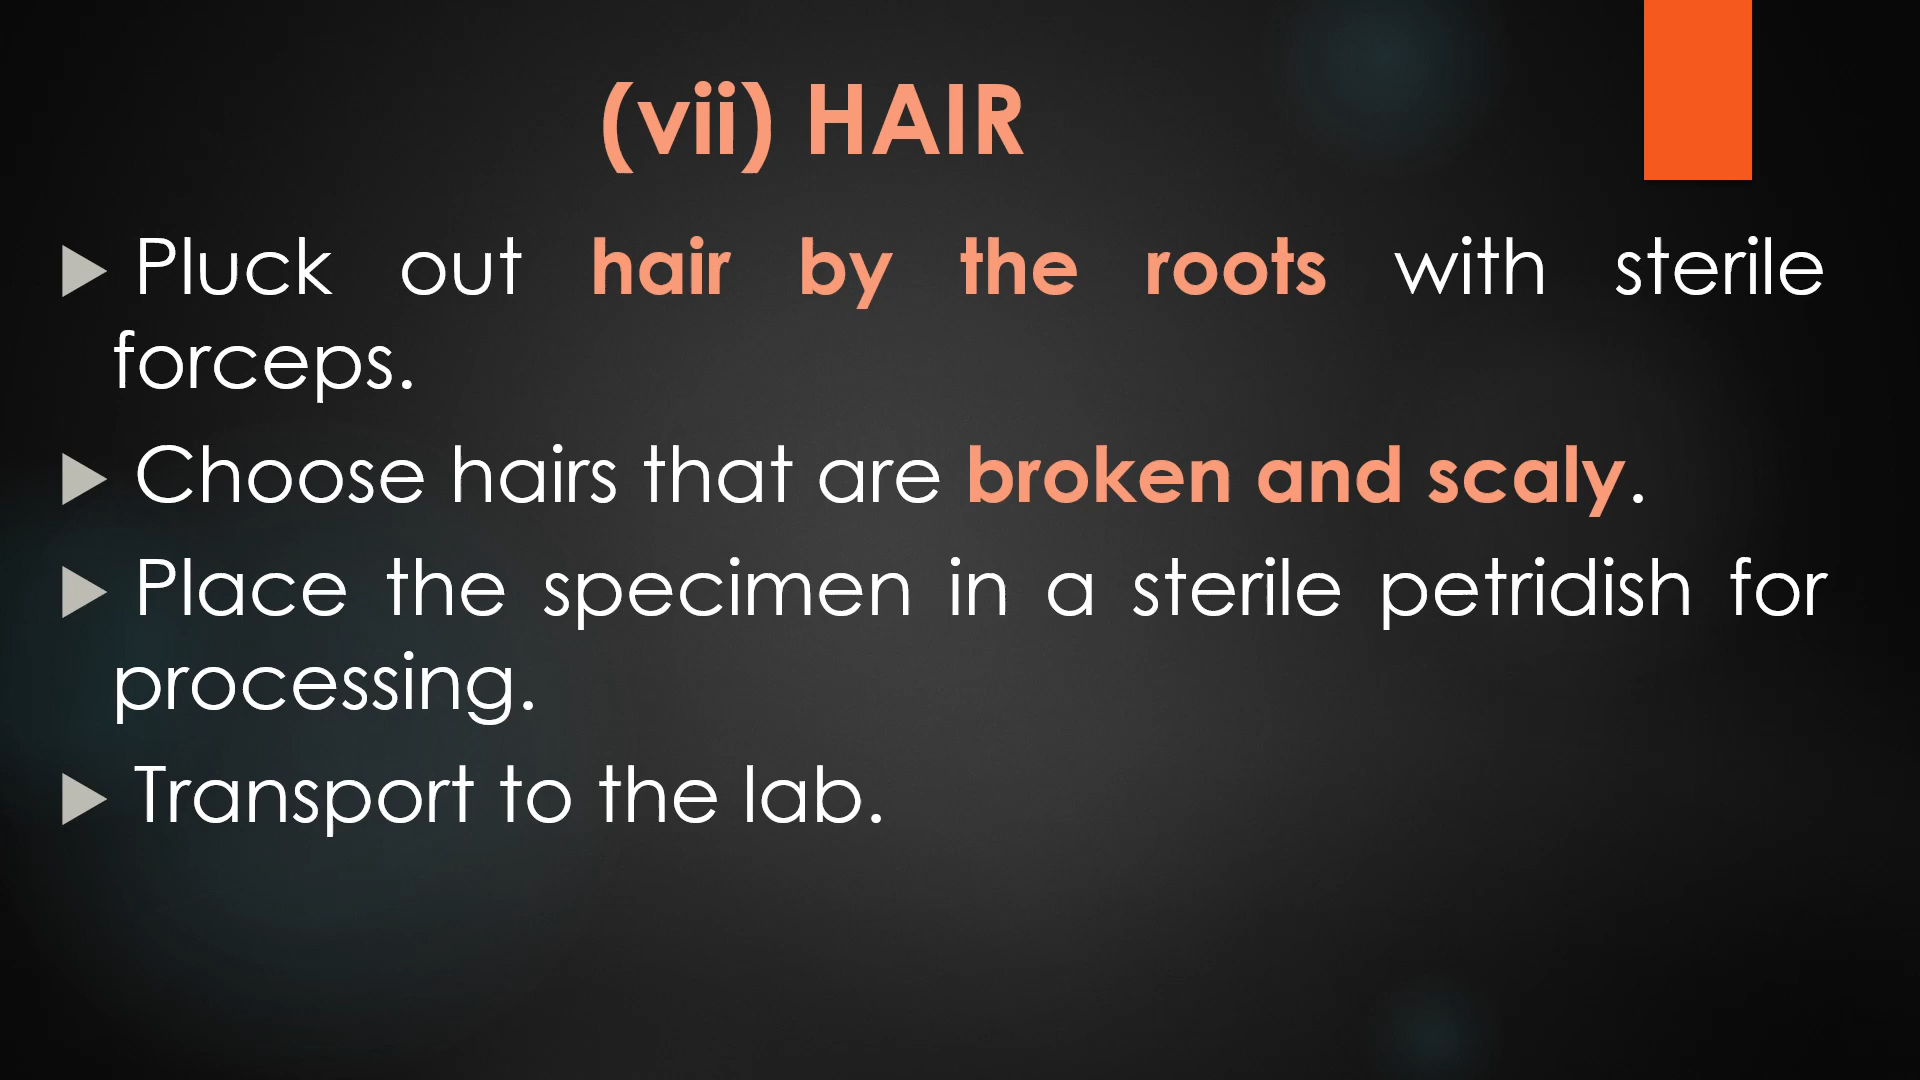 (vii) HAIR
Pluck out hair by the roots with sterile
forceps.
Choose hairs that are broken and scaly.
Place the specimen in a sterile petridish for
processing.
Transport to the lab.